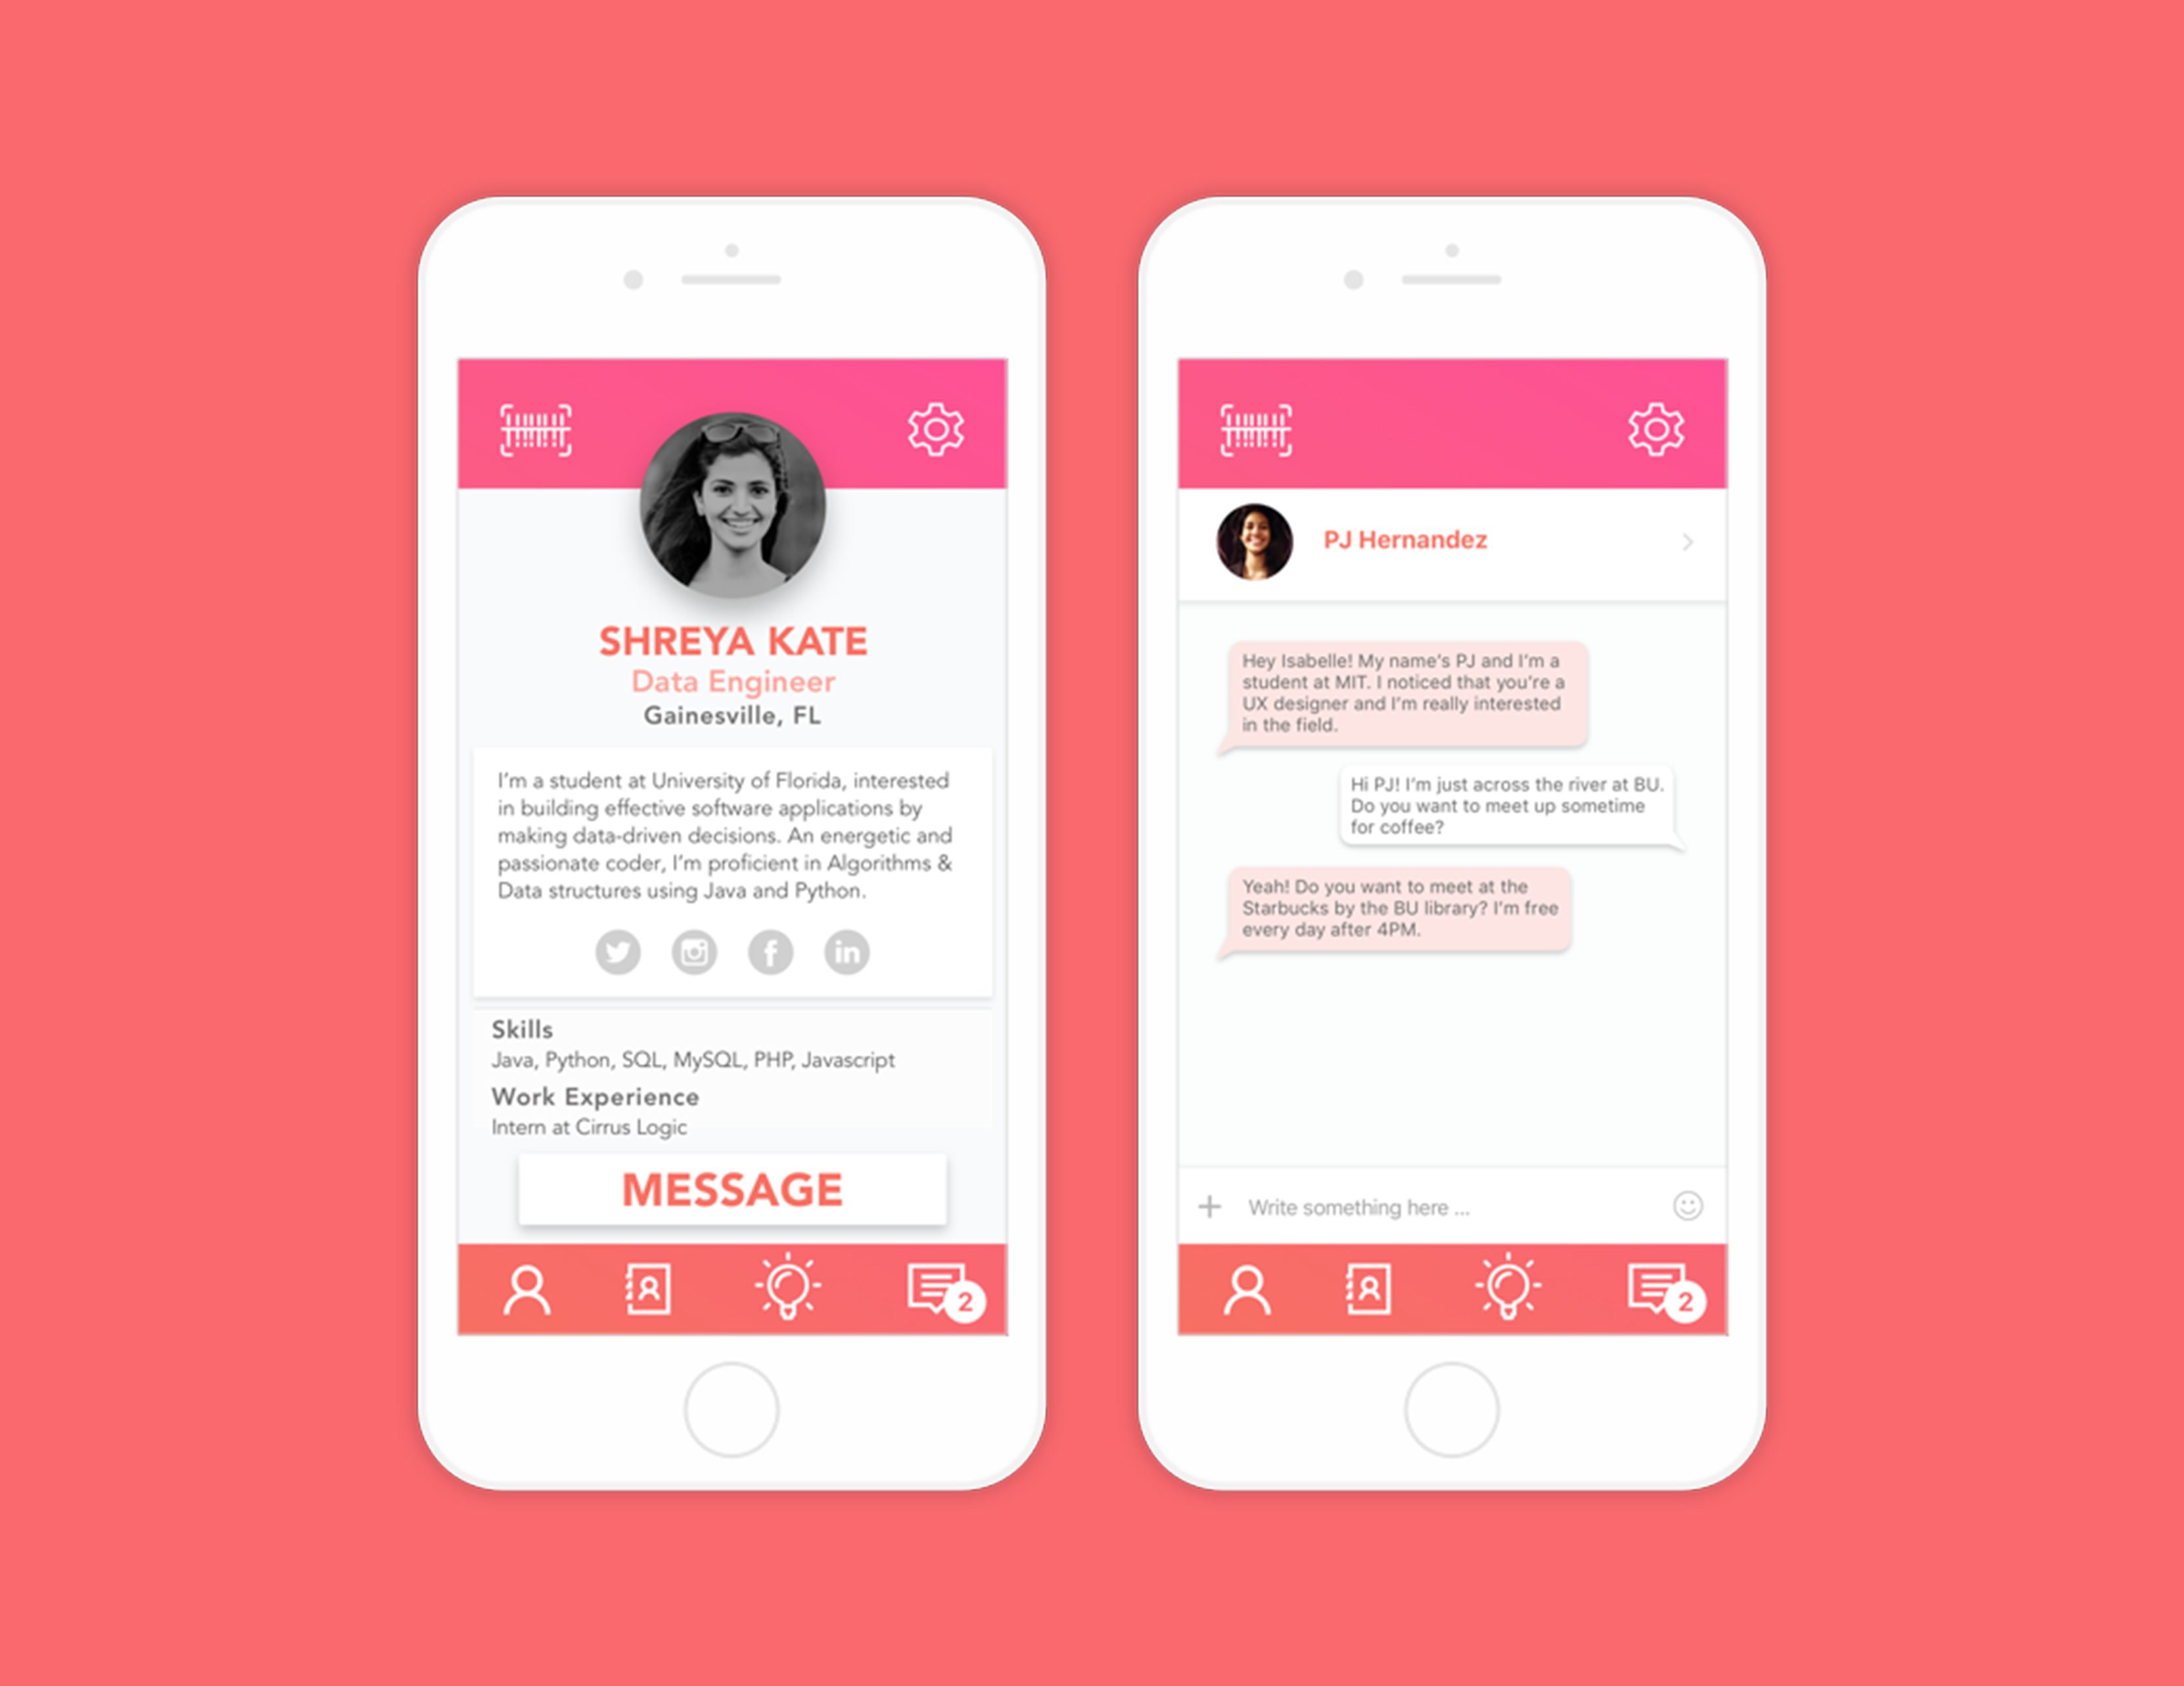 SHREYA KATE
Data Engineer
Gainesville, FL
I'm a student at University of Florida, interested
in building effective software applications by
making data-driven decisions. An energetic and
passionate coder, I'm proficient in Algorithms &
Data structures using Java and Python.
in
Skills
Java, Python, SQL, MySQL, PHP, Javascript
Work Experience
Intern at Cirrus Logic
MESSAGE
2
PJ Hernandez
Hey Isabelle! My name's PJ and I'm a
student at MIT. I noticed that you're a
UX designer and I'm really interested
in the field.
Hi PJ! I'm just across the river at BU.
Do you want to meet up sometime
for coffee?
Yeah! Do you want to meet at the
Starbucks by the BU library? I'm free
every day after 4PM.
Write something here ...
2